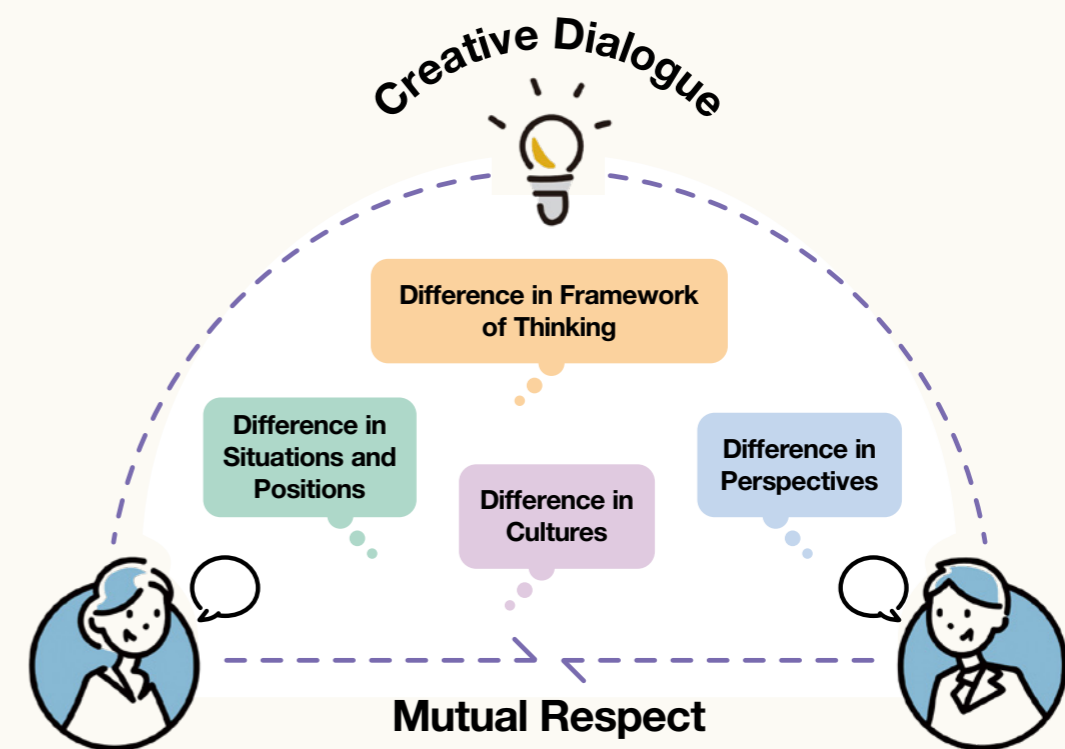 Creative Dialogue
Difference in Framework
of Thinking
Difference in
Situations and
Positions
Difference in
Cultures
Difference in
Perspectives
Mutual Respect